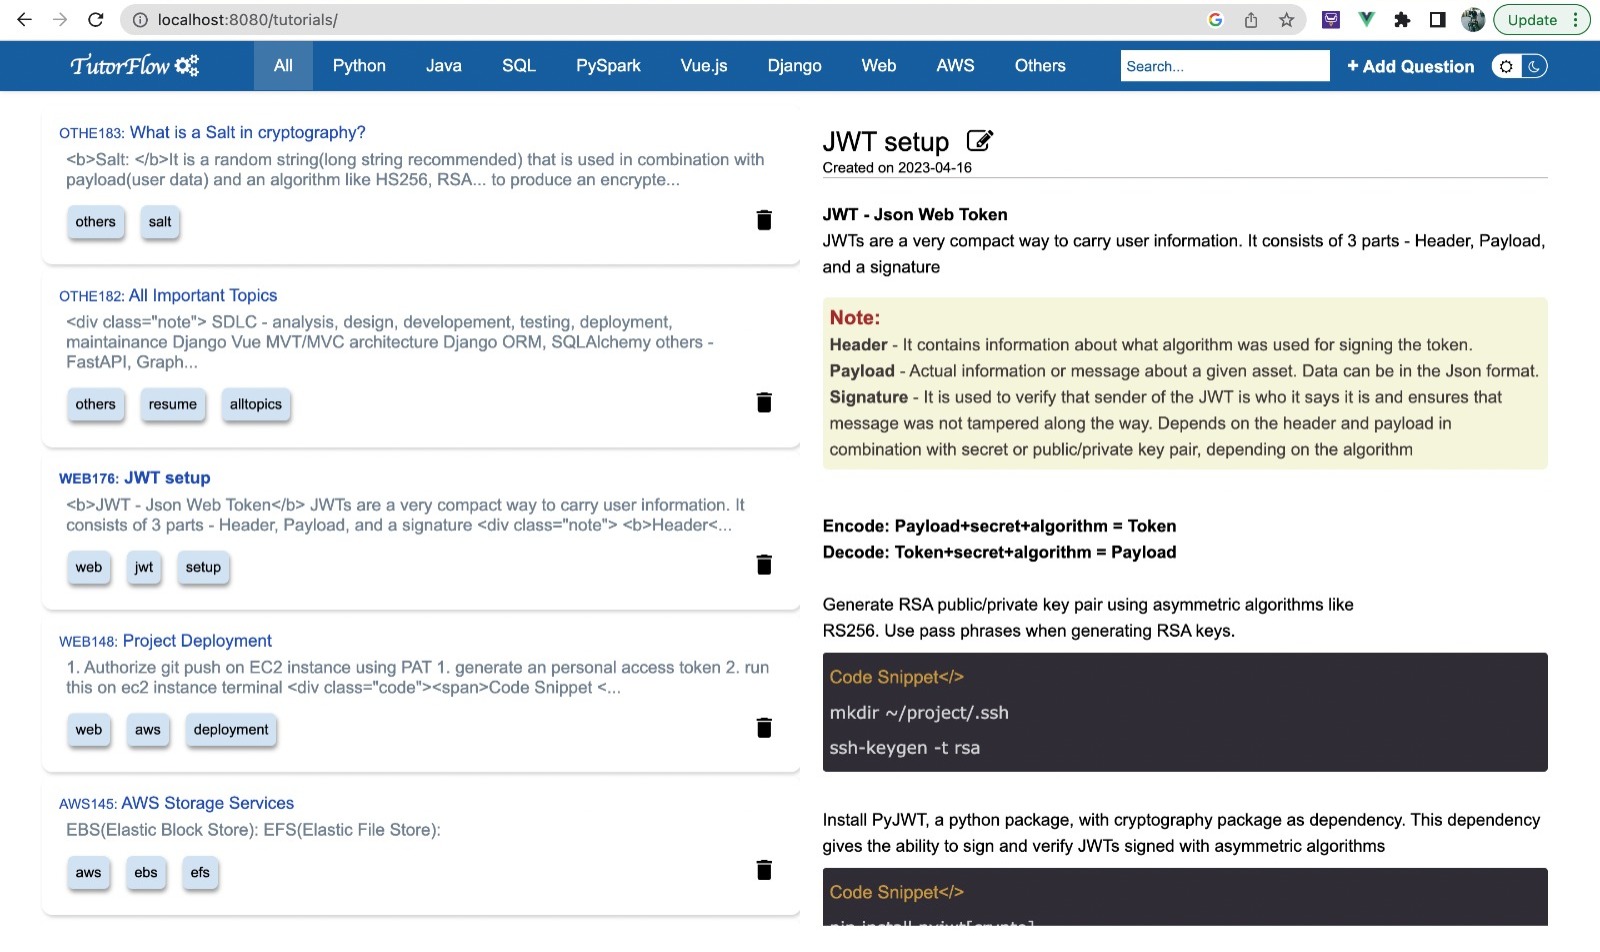 localhost:8080/tutorials/
Update
TutorFlow
All Python Java SQL PySpark Vue.js Django Web AWS Others
Search...
+ Add Question
OTHE183: What is a Salt in cryptography?
<b>Salt: </b>It is a random string(long string recommended) that is used in combination with
payload(user data) and an algorithm like HS256, RSA... to produce an encrypte...
others salt
OTHE182: All Important Topics
<div class="note"> SDLC - analysis, design, developement, testing, deployment,
maintainance Django Vue MVT/MVC architecture Django ORM, SQLAlchemy others -
FastAPI, Graph...
others resume alltopics
WEB176: JWT setup
<b>JWT - Json Web Token</b> JWTs are a very compact way to carry user information. It
consists of 3 parts - Header, Payload, and a signature <div class="note"> <b>Header<...
web jwt setup
WEB148: Project Deployment
1. Authorize git push on EC2 instance using PAT 1. generate an personal access token 2. run
this on ec2 instance terminal <div class="code"><span>Code Snippet <...
web aws deployment
AWS145: AWS Storage Services
EBS(Elastic Block Store): EFS(Elastic File Store):
aws ebs efs
JWT setup
Created on 2023-04-16
JWT - Json Web Token
JWTs are a very compact way to carry user information. It consists of 3 parts - Header, Payload,
and a signature
Note:
Header - It contains information about what algorithm was used for signing the token.
Payload - Actual information or message about a given asset. Data can be in the Json format.
Signature - It is used to verify that sender of the JWT is who it says it is and ensures that
message was not tampered along the way. Depends on the header and payload in
combination with secret or public/private key pair, depending on the algorithm
Encode: Payload+secret+algorithm = Token
Decode: Token+secret+algorithm = Payload
Generate RSA public/private key pair using asymmetric algorithms like
RS256. Use pass phrases when generating RSA keys.
Code Snippet</>
mkdir ~/project/.ssh
ssh-keygen -t rsa
Install PyJWT, a python package, with cryptography package as dependency. This dependency
gives the ability to sign and verify JWTs signed with asymmetric algorithms
Code Snippet</>
pip install pyjwt[crypto]